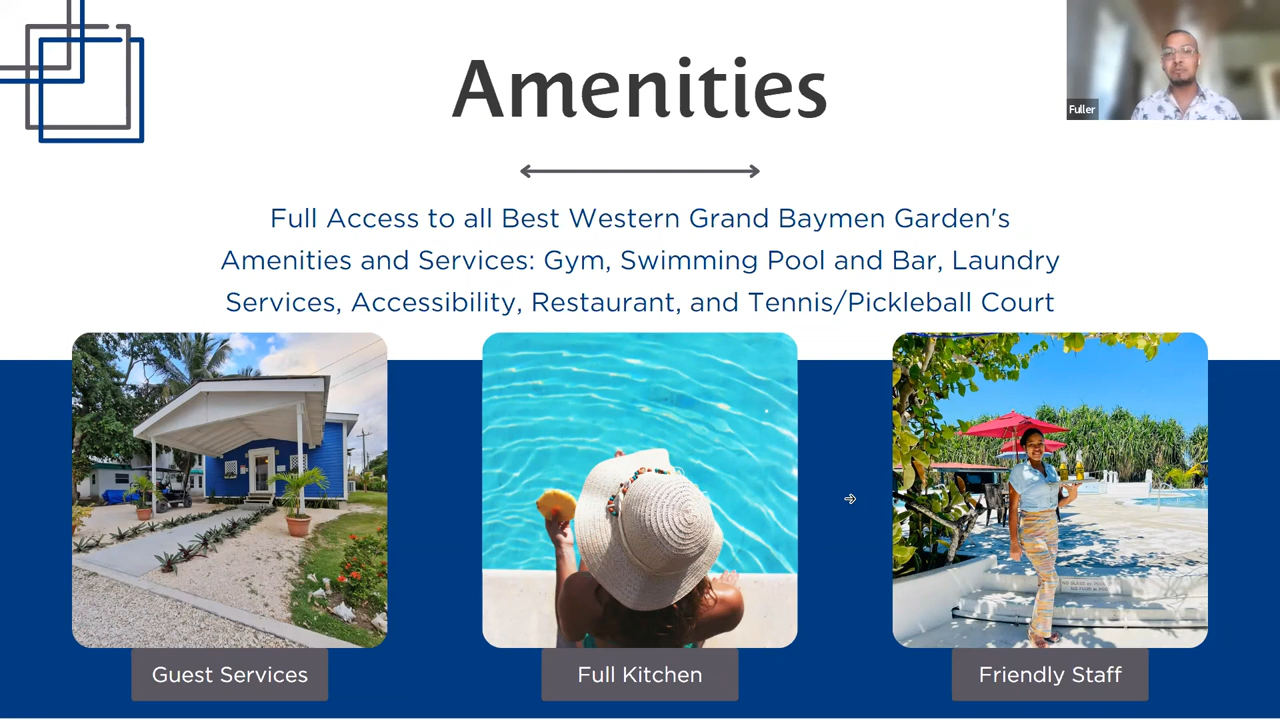 Amenities
Fuller
Full Access to all Best Western Grand Baymen Garden's
Amenities and Services: Gym, Swimming Pool and Bar, Laundry
Services, Accessibility, Restaurant, and Tennis/Pickleball Court
Guest Services
Full Kitchen
Friendly Staff